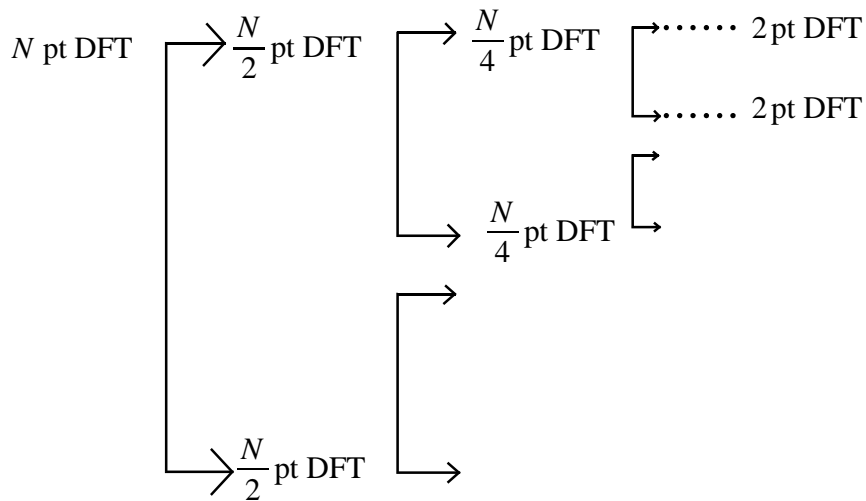 N pt DFT
N/2 pt DFT
N/4 pt DFT
...... 2 pt DFT
...... 2 pt DFT
N/4 pt DFT
N/2 pt DFT